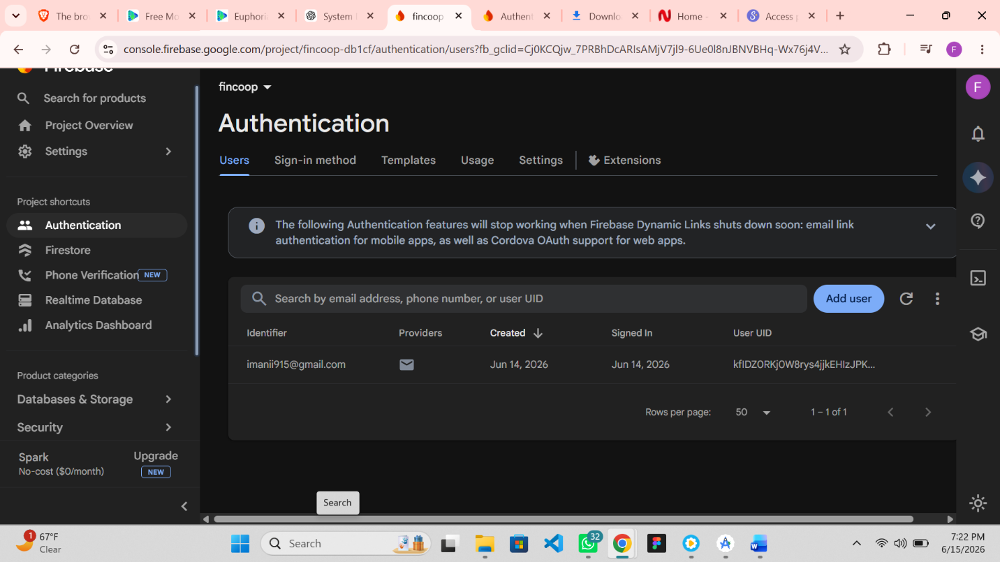 The bro
Free Mo
Euphoria
System
fincoop
Authent
Downlo
Home -
Access
console.firebase.google.com/project/fincoop-db1cf/authentication/users?fb_gclid=Cj0KCQjw_7PRBhDcARIsAMjV7jl9-6Ue0l8nJBNVBHq-Wx76j4V...
F
Firebase
Search for products
Project Overview
Settings
Project shortcuts
Authentication
Firestore
Phone Verification NEW
Realtime Database
Analytics Dashboard
Product categories
Databases & Storage
Security
Spark
No-cost ($0/month)
Upgrade
NEW
fincoop
F
Authentication
Users Sign-in method Templates Usage Settings Extensions
The following Authentication features will stop working when Firebase Dynamic Links shuts down soon: email link
authentication for mobile apps, as well as Cordova OAuth support for web apps.
Search by email address, phone number, or user UID
Add user
Identifier Providers Created Signed In User UID
imanii915@gmail.com Jun 14, 2026 Jun 14, 2026 kfIDZ0RKj0W8rys4jjkEHIzJPK...
Rows per page: 50 1 – 1 of 1
Search
1
67°F
Clear
Search
32
7:22 PM
6/15/2026